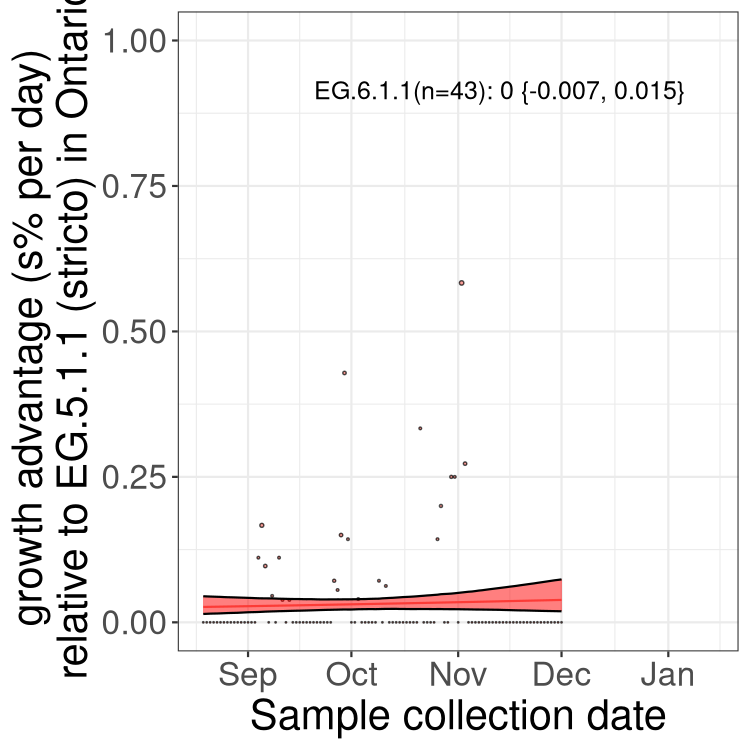 growth advantage (s% per day)
relative to EG.5.1.1 (stricto) in Ontario
1.00
0.75
0.50
0.25
0.00
EG.6.1.1(n=43): 0 {-0.007, 0.015}
Sep Oct Nov Dec Jan
Sample collection date